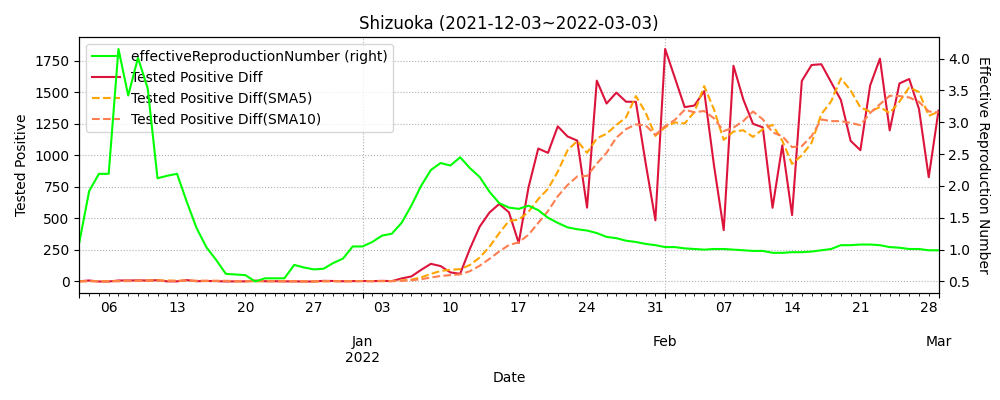 Shizuoka (2021-12-03~2022-03-03)
effectiveReproductionNumber (right)
Tested Positive Diff
Tested Positive Diff(SMA5)
Tested Positive Diff(SMA10)
Tested Positive
1750
1500
1250
1000
750
500
250
0
4.0
3.5
3.0
2.5
2.0
1.5
1.0
0.5
Effective Reproduction Number
06 13 20 27 03 10 17 24 31 07 14 21 28
Jan Feb Mar
2022
Date